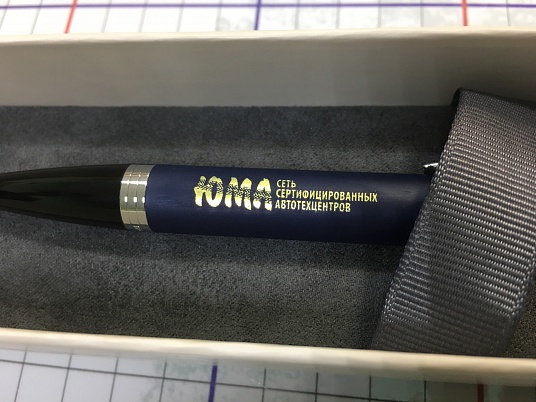 ЮМА
СЕТЬ
СЕРТИФИЦИРОВАННЫХ
АВТОТЕХЦЕНТРОВ